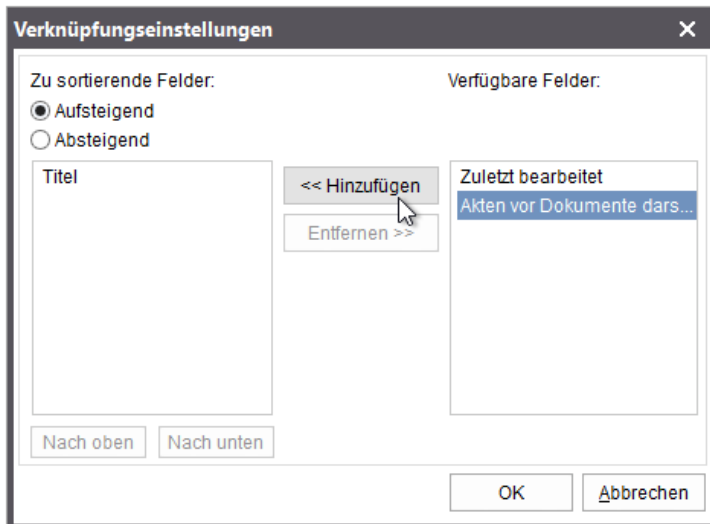 Verknüpfungseinstellungen
Zu sortierende Felder:
Verfügbare Felder:
Aufsteigend
Absteigend
Titel
<< Hinzufügen
Entfernen >>
Zuletzt bearbeitet
Akten vor Dokumente dars...
Nach oben
Nach unten
OK
Abbrechen